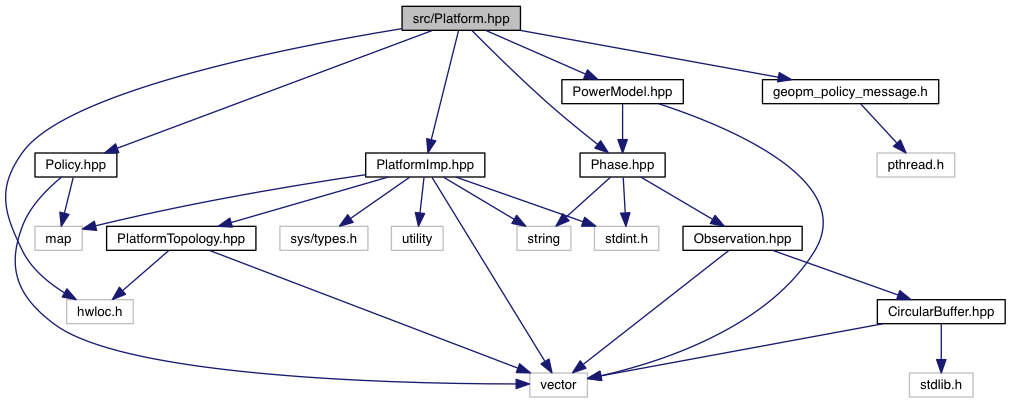 src/Platform.hpp
PowerModel.hpp
geopm_policy_message.h
Policy.hpp
PlatformImp.hpp
Phase.hpp
pthread.h
map
PlatformTopology.hpp
sys/types.h
utility
string
stdint.h
Observation.hpp
hwloc.h
CircularBuffer.hpp
vector
stdlib.h